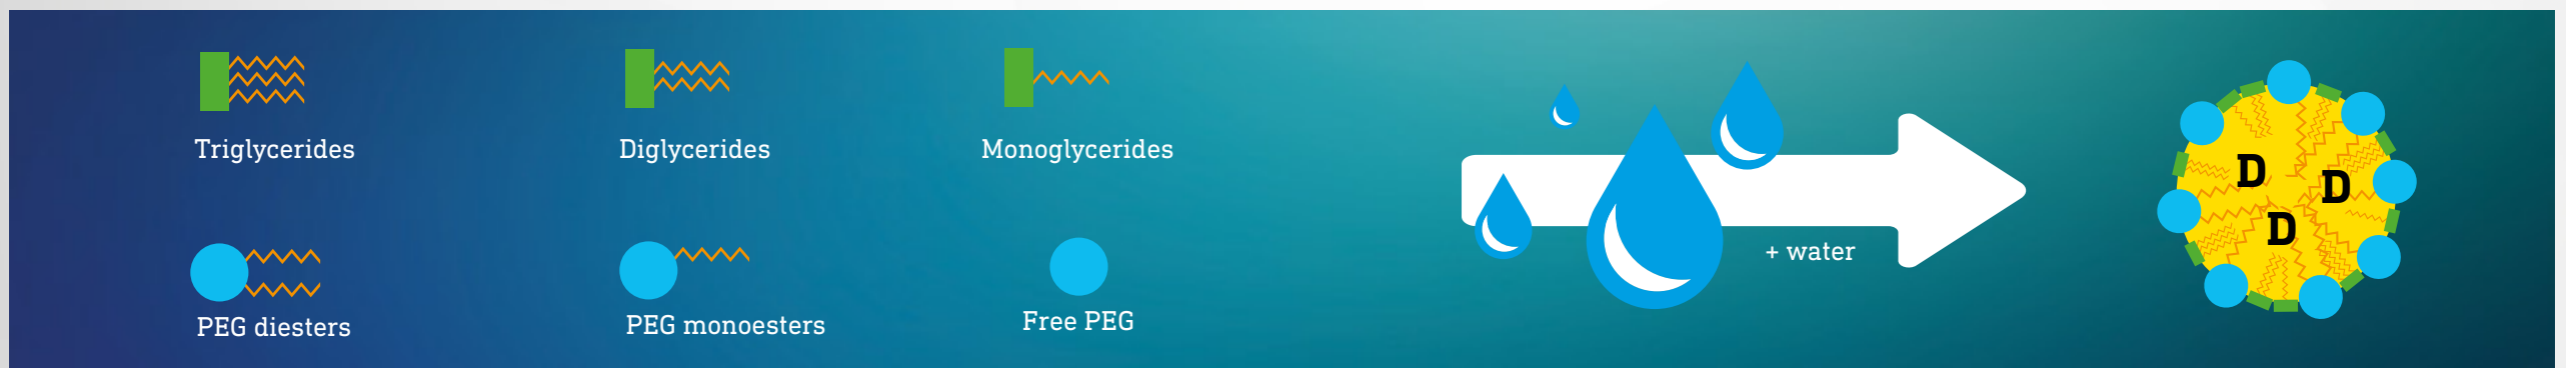 Triglycerides
Diglycerides
Monoglycerides
PEG diesters
PEG monoesters
Free PEG
+ water
D
D
D